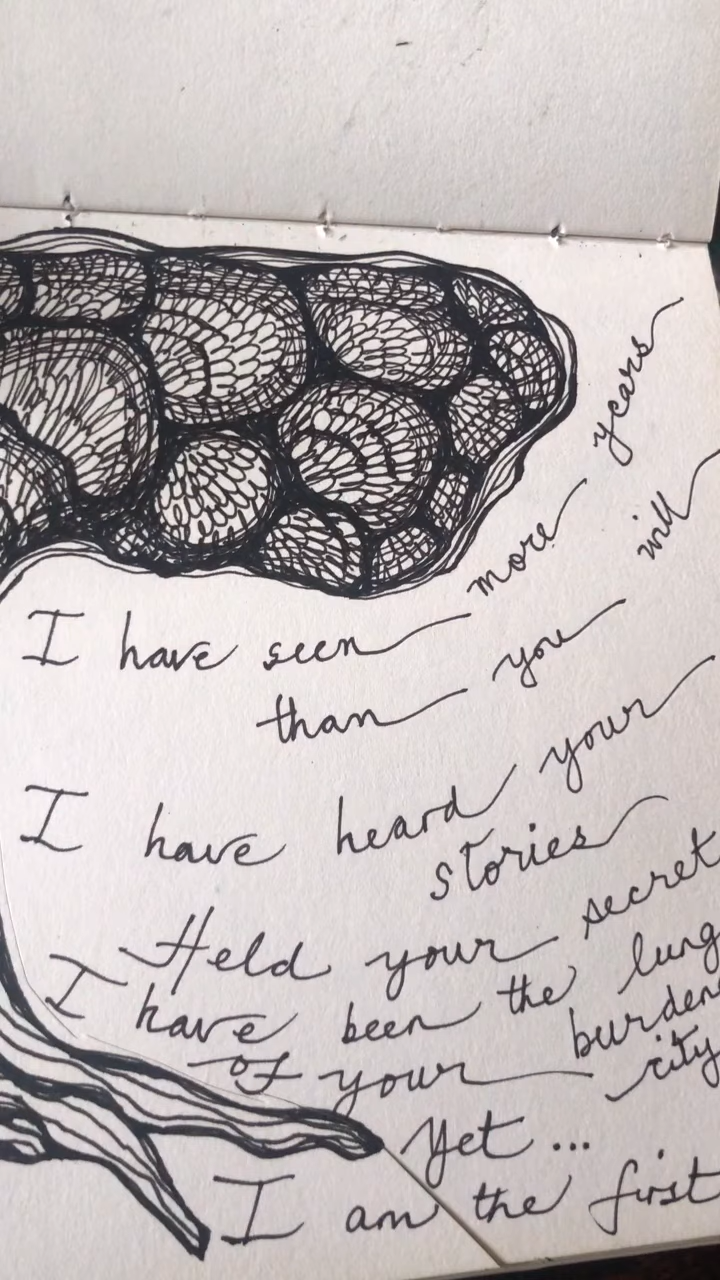 I have seen more years
than you will
I have heard your
stories
Held your secret
I have been the lung
of your burden
city
Yet ...
I am the first